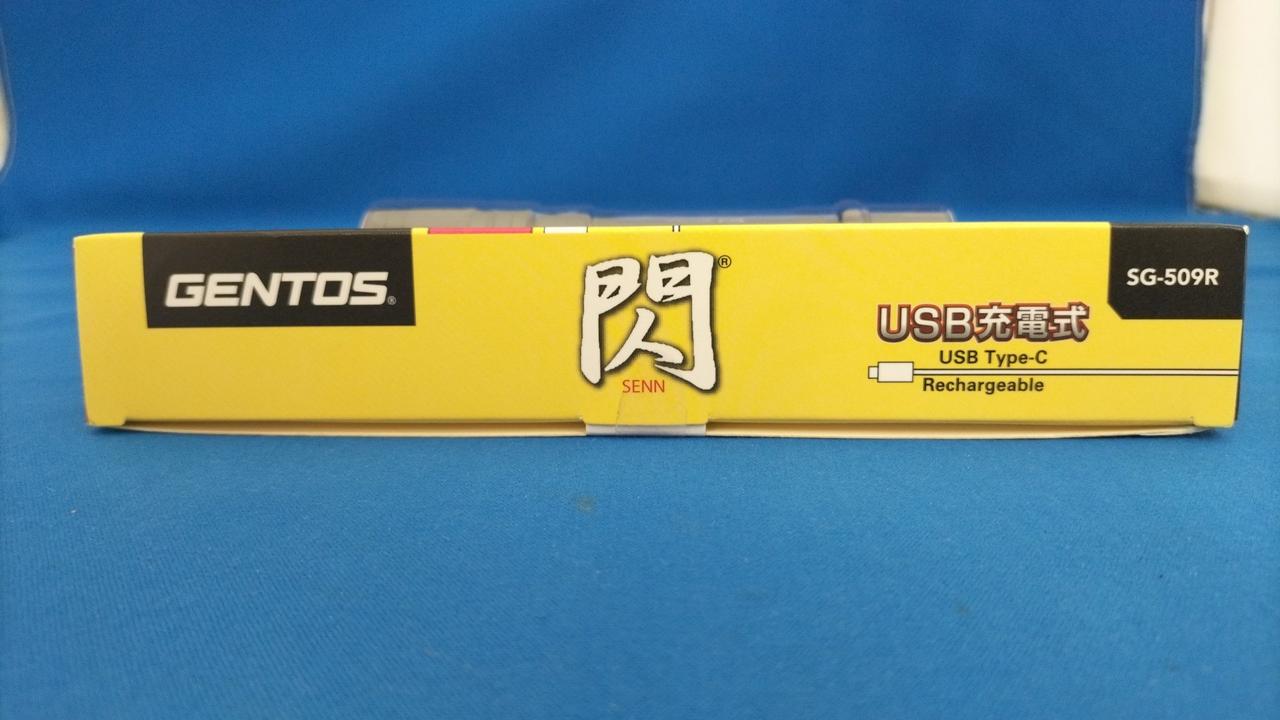 GENTOS®
閃®
SENN
USB充電式
USB Type-C
Rechargeable
SG-509R